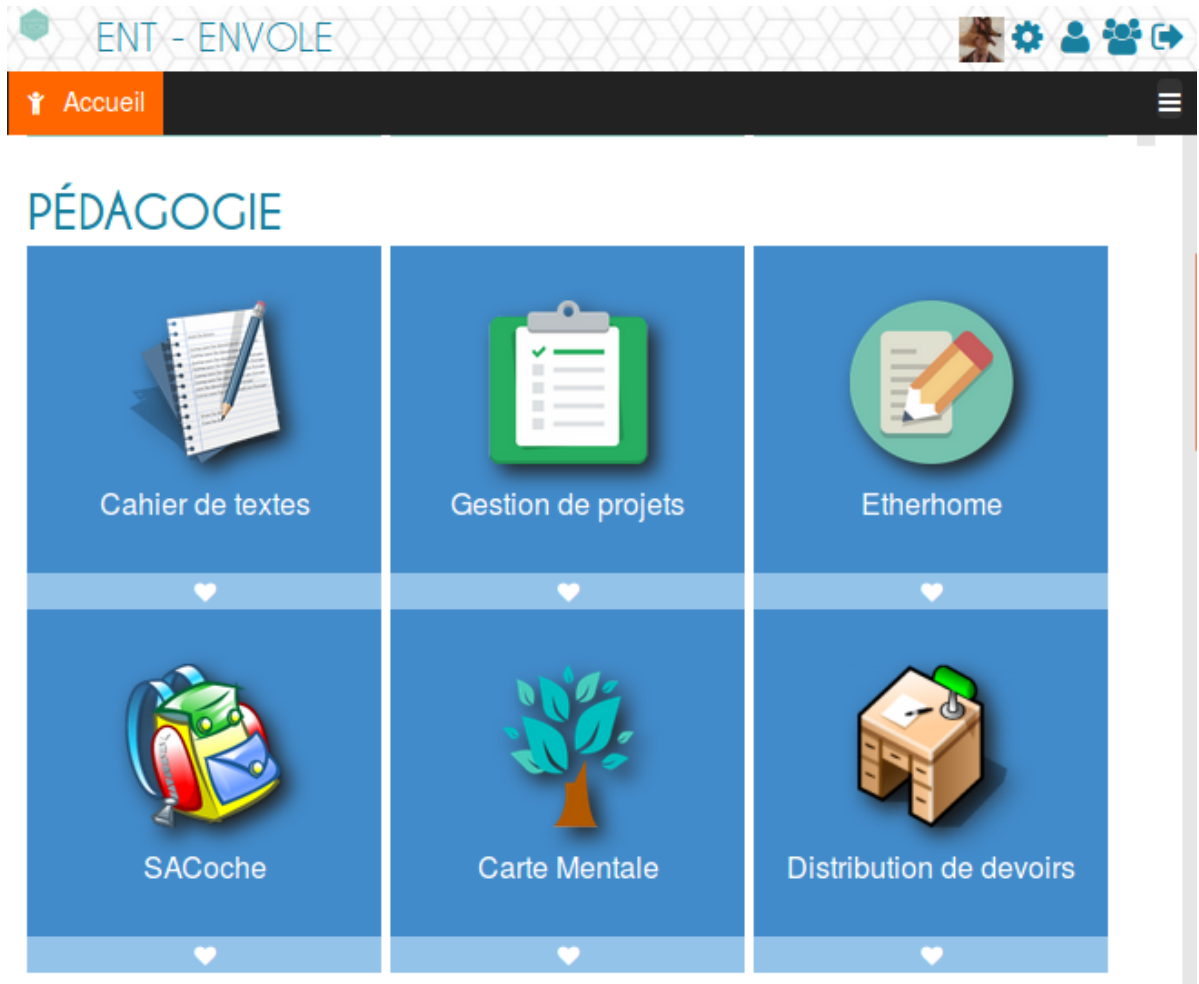 ENT - ENVOLE
Accueil
PÉDAGOGIE
Cahier de textes
Gestion de projets
Etherhome
SACoche
Carte Mentale
Distribution de devoirs